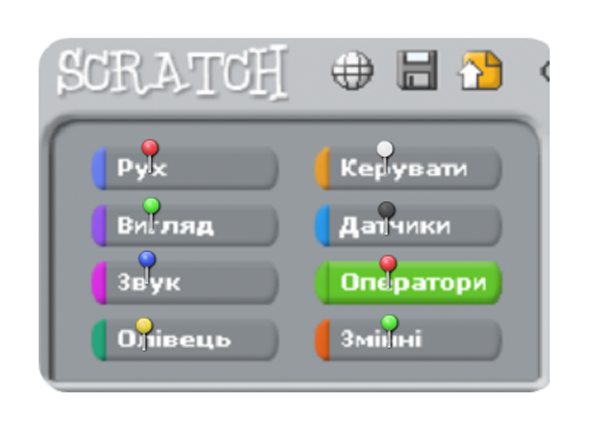 SCRATCH
Рух
Керувати
Вигляд
Датчики
Звук
Оператори
Олівець
Змінні